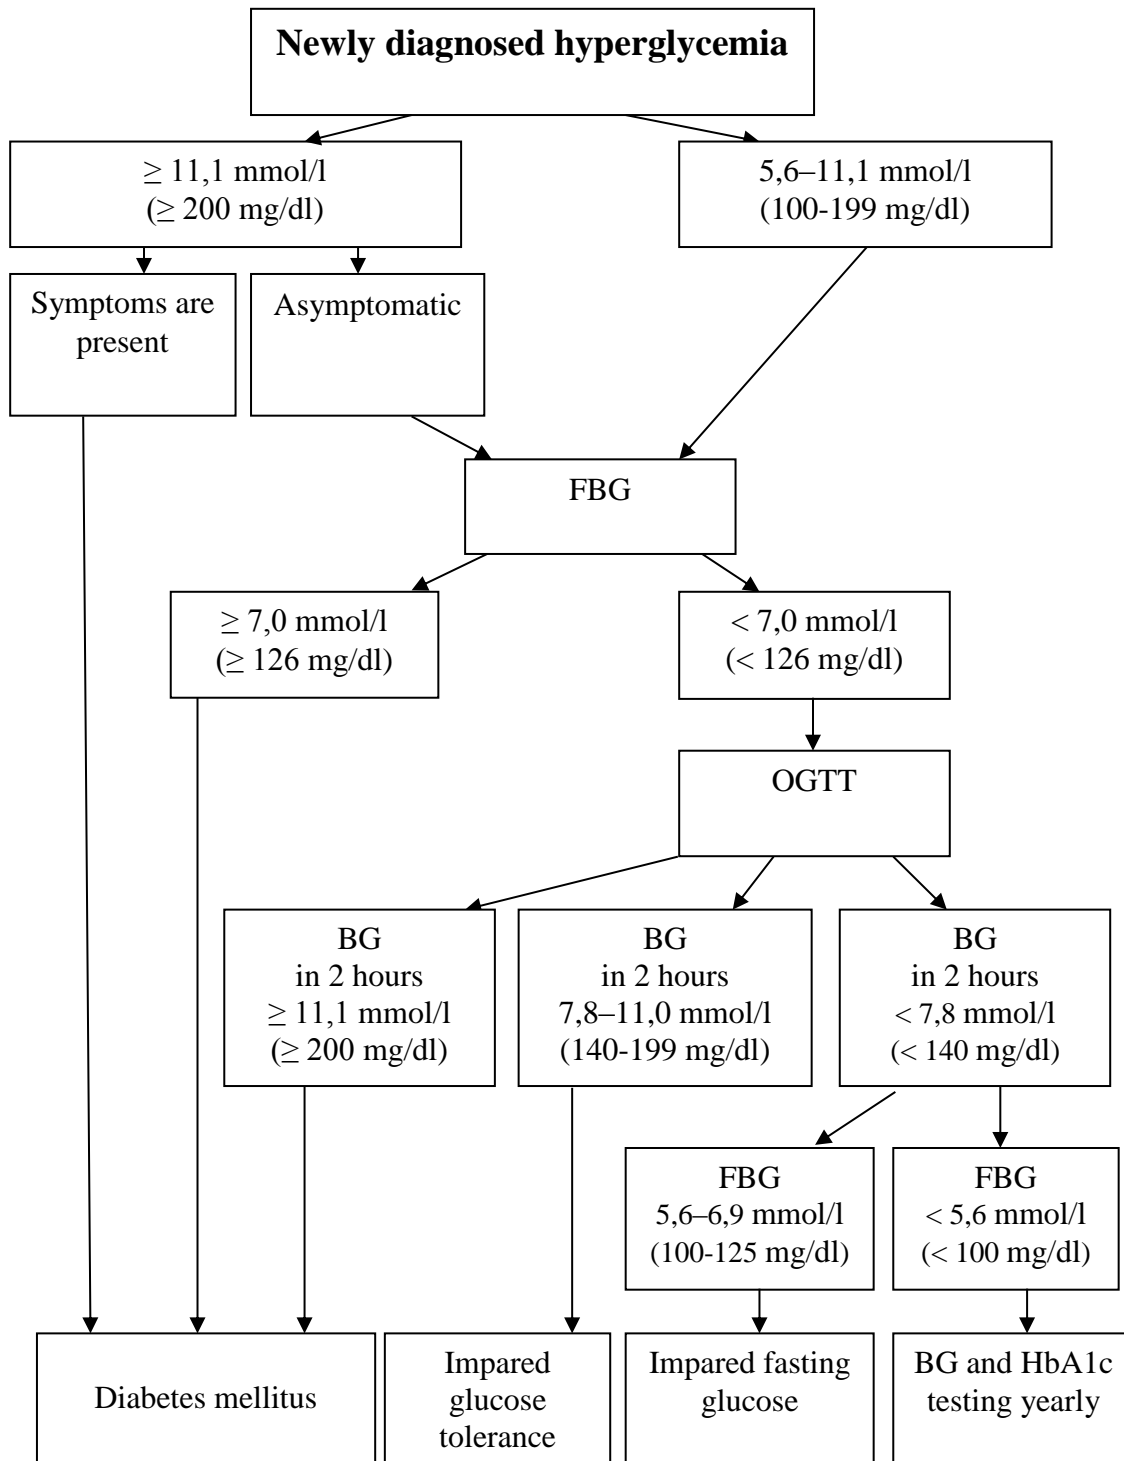 Newly diagnosed hyperglycemia
≥ 11,1 mmol/l
(≥ 200 mg/dl)
5,6–11,1 mmol/l
(100-199 mg/dl)
Symptoms are
present
Asymptomatic
FBG
≥ 7,0 mmol/l
(≥ 126 mg/dl)
< 7,0 mmol/l
(< 126 mg/dl)
OGTT
BG
in 2 hours
≥ 11,1 mmol/l
(≥ 200 mg/dl)
BG
in 2 hours
7,8–11,0 mmol/l
(140-199 mg/dl)
BG
in 2 hours
< 7,8 mmol/l
(< 140 mg/dl)
FBG
5,6–6,9 mmol/l
(100-125 mg/dl)
FBG
< 5,6 mmol/l
(< 100 mg/dl)
Diabetes mellitus
Impared
glucose
tolerance
Impared fasting
glucose
BG and HbA1c
testing yearly